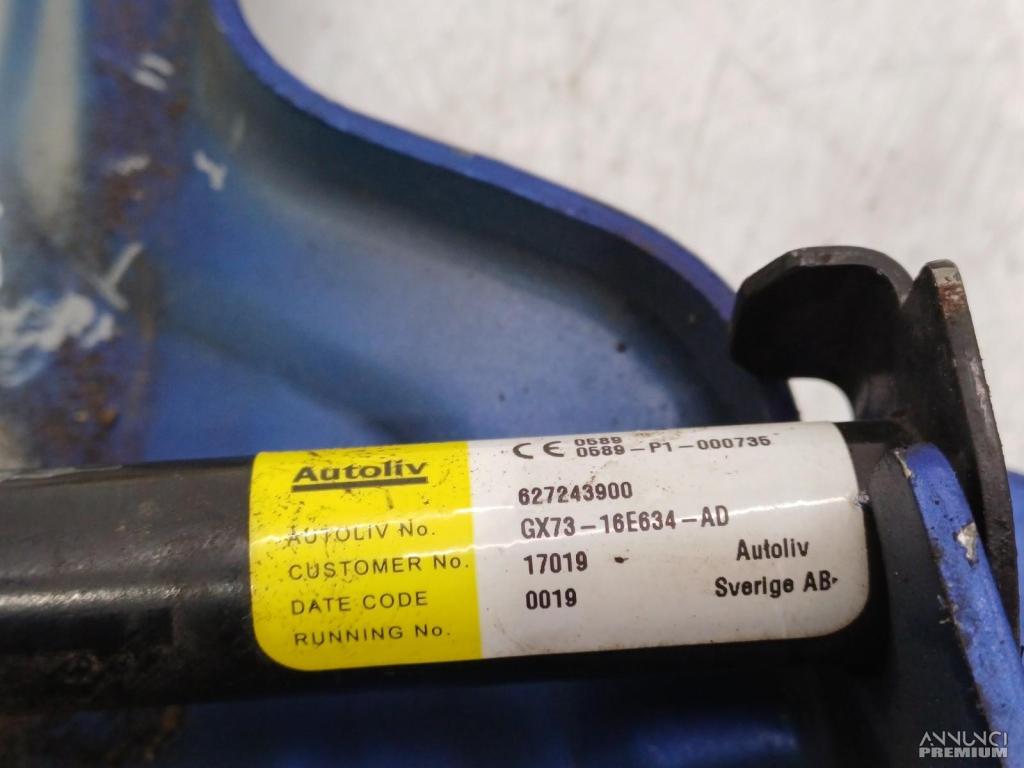 Autoliv
CE 0589
0589-P1-000735
AUTOLIV No. 627243900
CUSTOMER No. GX73-16E634-AD
DATE CODE 17019
RUNNING No. 0019
Autoliv
Sverige AB
ANNUNCI
PREMIUM